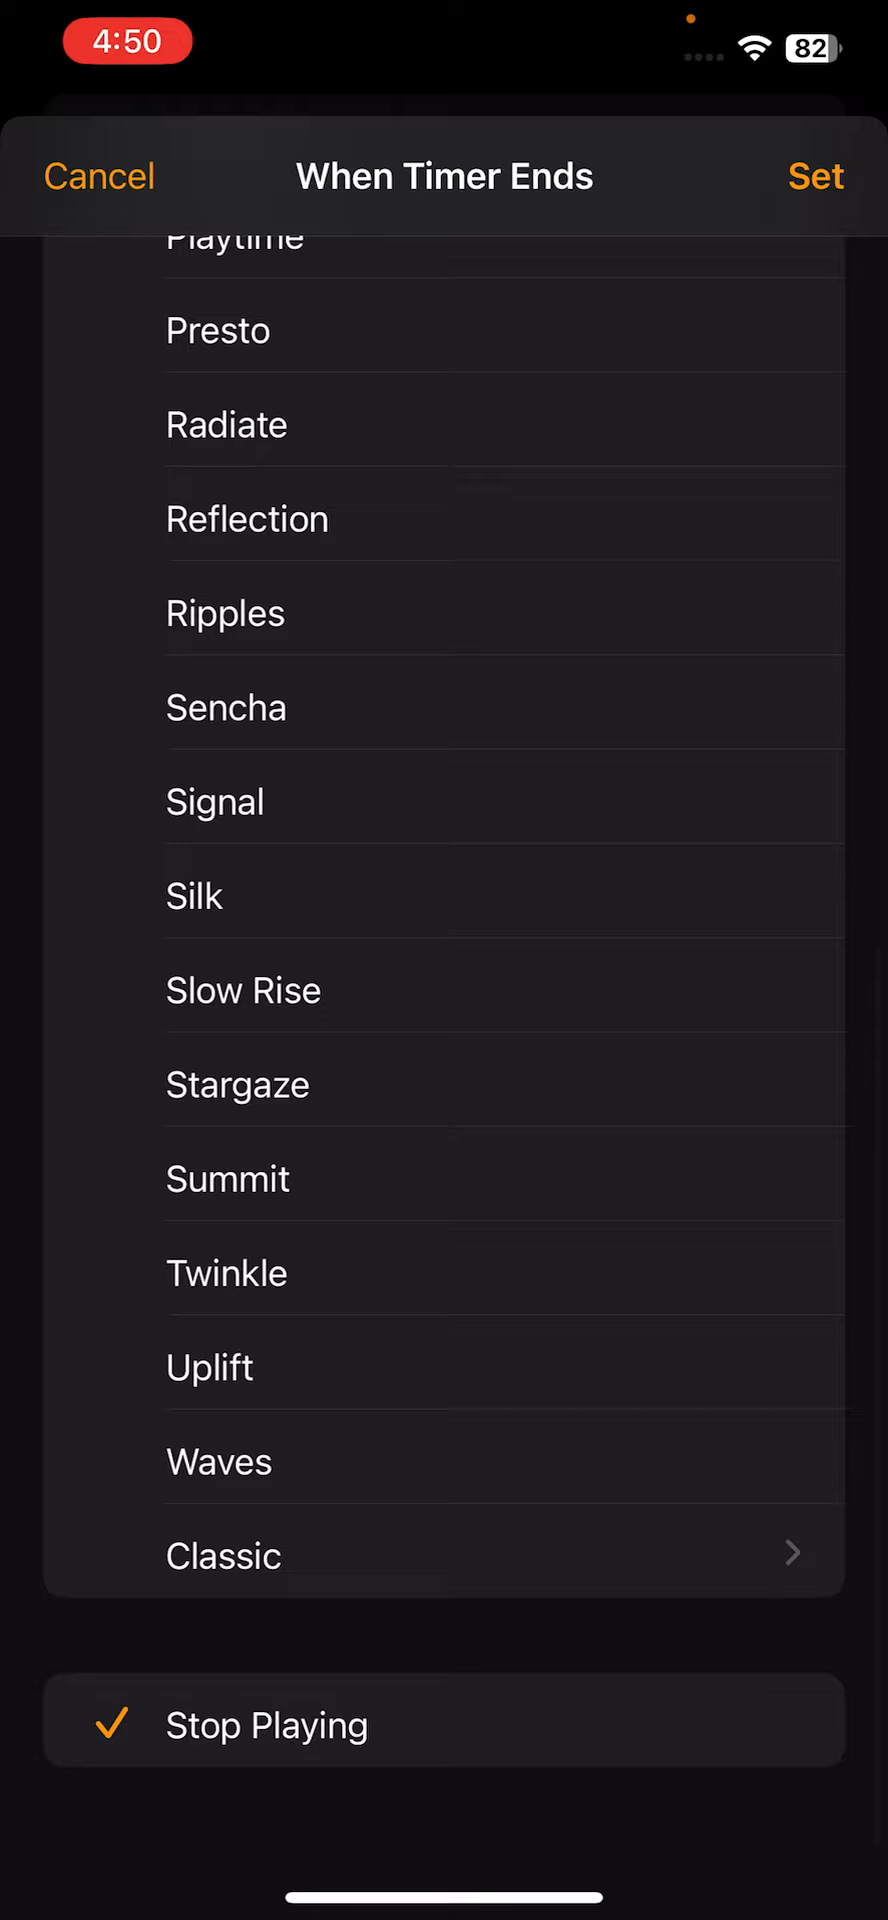 4:50
82
Cancel
When Timer Ends
Set
Playtime
Presto
Radiate
Reflection
Ripples
Sencha
Signal
Silk
Slow Rise
Stargaze
Summit
Twinkle
Uplift
Waves
Classic
Stop Playing